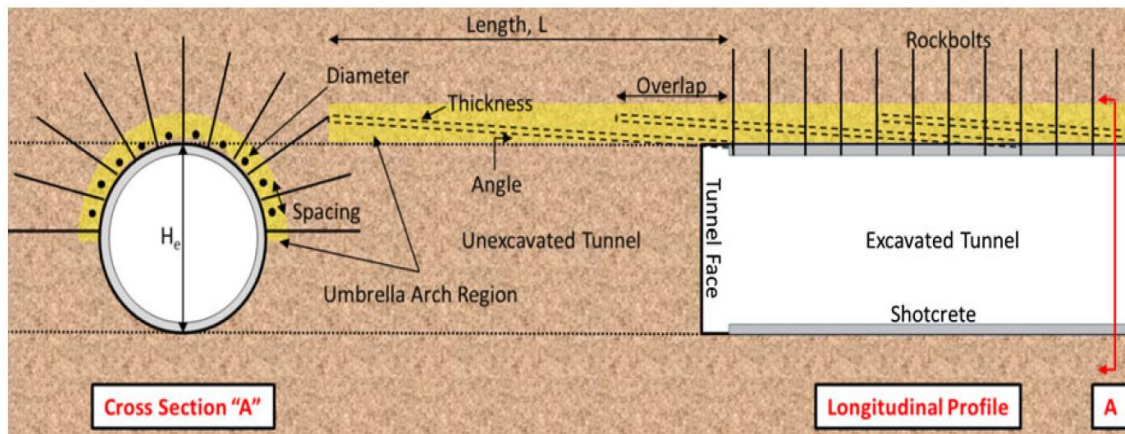 Length, L
Rockbolts
Diameter
Thickness
Overlap
Angle
Spacing
H_e
Tunnel Face
Unexcavated Tunnel
Excavated Tunnel
Umbrella Arch Region
Shotcrete
Cross Section "A"
Longitudinal Profile
A